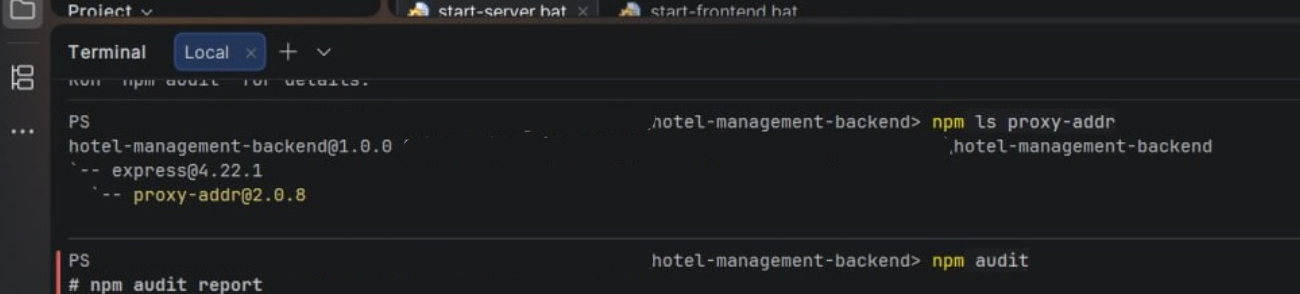 Project
start-server.bat
start-frontend.bat
Terminal Local
Run `npm audit` for details.
PS hotel-management-backend> npm ls proxy-addr
hotel-management-backend@1.0.0 hotel-management-backend
`-- express@4.22.1
`-- proxy-addr@2.0.8
PS hotel-management-backend> npm audit
# npm audit report